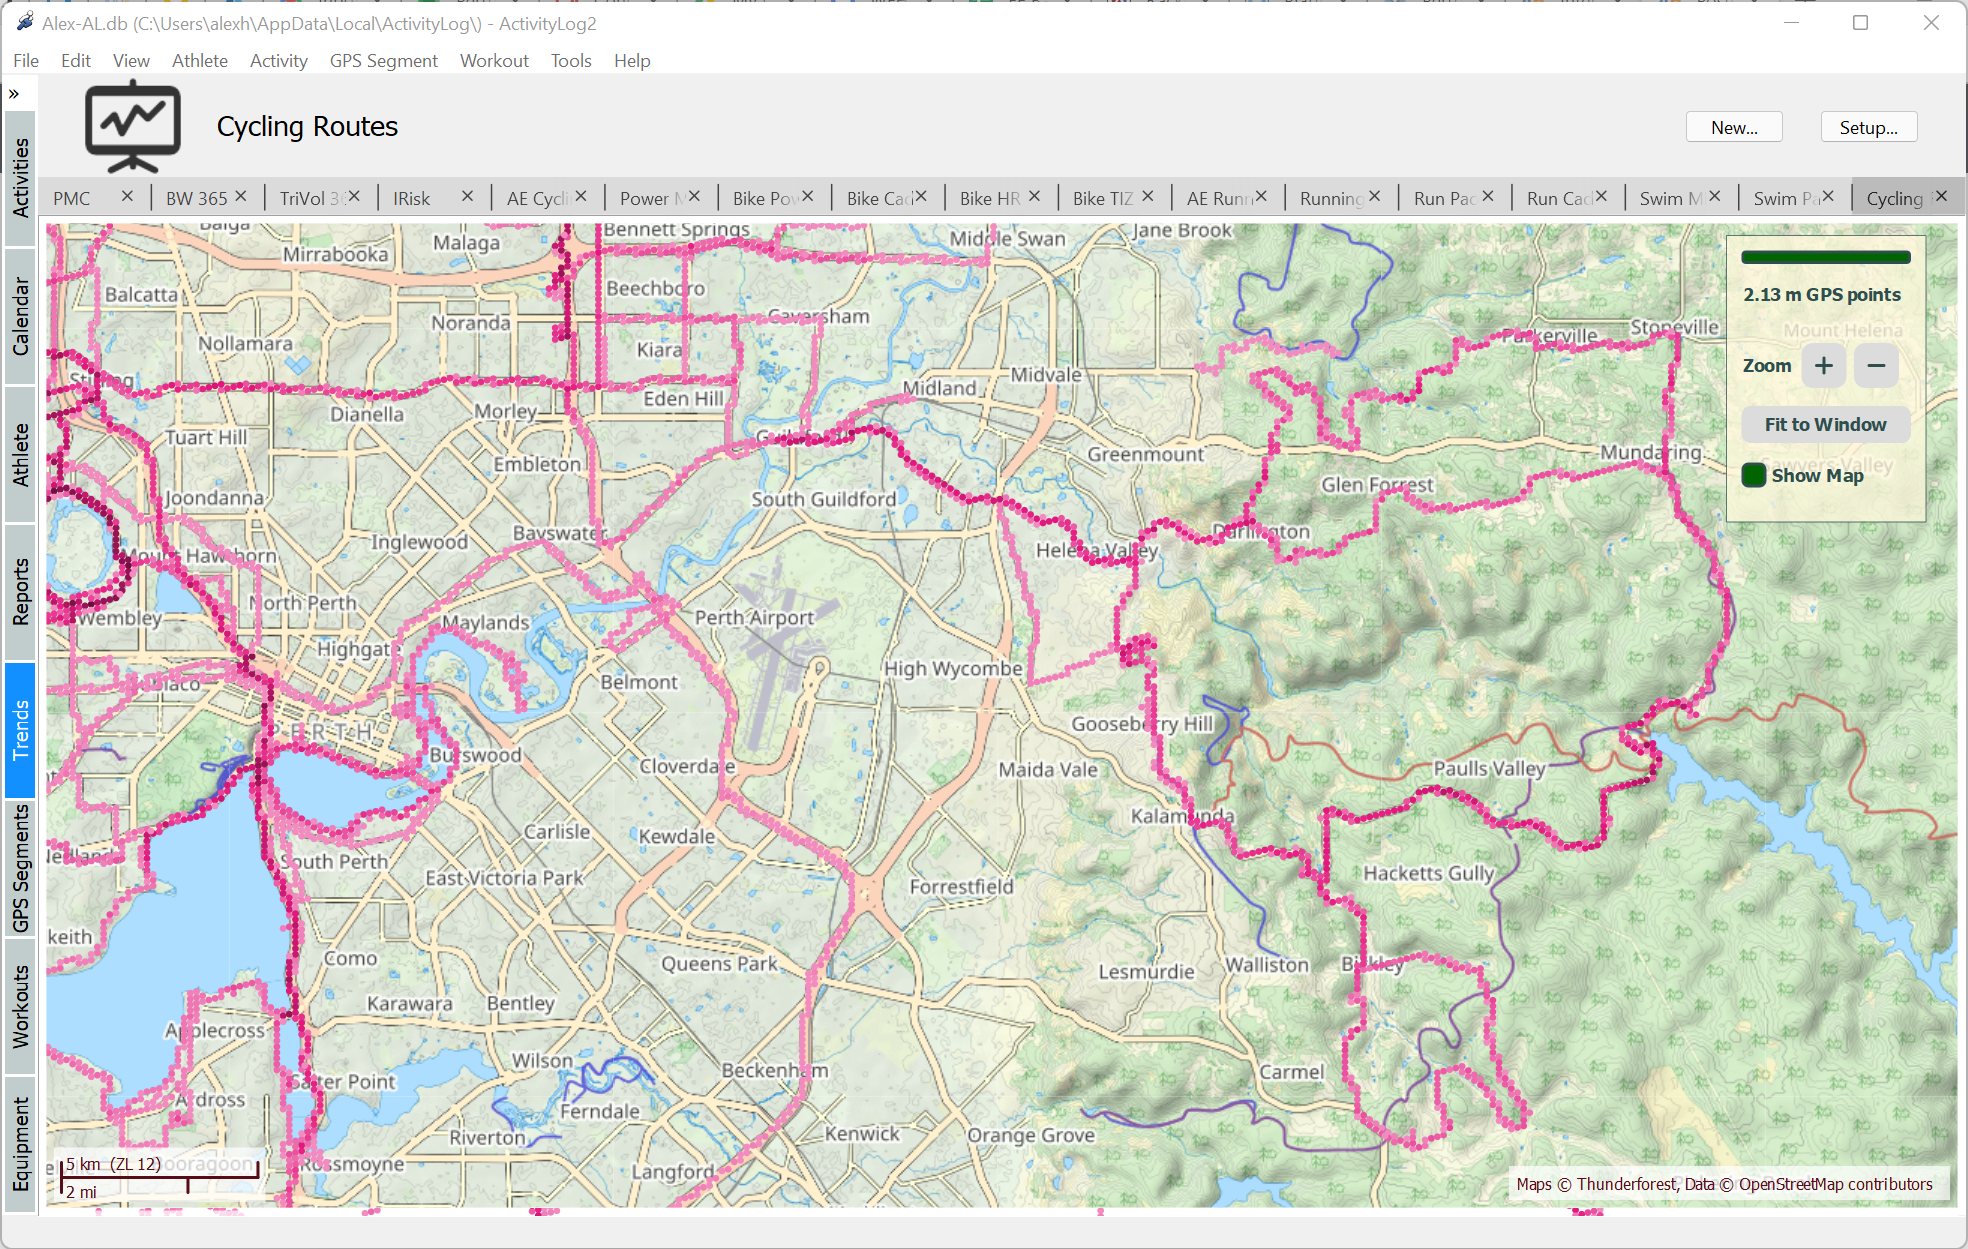 Alex-AL.db (C:\Users\alexh\AppData\Local\ActivityLog\) - ActivityLog2
File Edit View Athlete Activity GPS Segment Workout Tools Help
»
Cycling Routes
New... Setup...
PMC BW 365 TriVol 3 IRisk AE Cycli Power Bike Pow Bike Cad Bike HR Bike TIZ AE Runn Running Run Pac Run Cad Swim M Swim Pa Cycling
Activities
Calendar
Athlete
Reports
Trends
GPS Segments
Workouts
Equipment
2.13 m GPS points
Zoom + −
Fit to Window
Show Map
Balga
Mirrabooka
Malaga
Bennett Springs
Middle Swan
Jane Brook
Balcatta
Beechboro
Noranda
Caversham
Parkerville
Stoneville
Mount Helena
Nollamara
Kiara
Stirling
Midvale
Midland
Eden Hill
Dianella
Morley
Tuart Hill
Embleton
Greenmount
Mundaring
Sawyers Valley
Glen Forrest
Joondanna
South Guildford
Bayswater
Inglewood
Darlington
Helena Valley
Mount Hawthorn
North Perth
Wembley
Maylands
Perth Airport
Highgate
High Wycombe
Belmont
PERTH
Gooseberry Hill
Burswood
Cloverdale
Maida Vale
Paulls Valley
Kalamunda
Carlisle
Kewdale
South Perth
Hacketts Gully
East Victoria Park
Forrestfield
keith
Como
Queens Park
Lesmurdie
Walliston
Bickley
Karawara
Bentley
Applecross
Wilson
Beckenham
Carmel
Salter Point
Ardross
Ferndale
Riverton
Kenwick
Orange Grove
Rossmoyne
Langford
5 km (ZL 12)
2 mi
Maps © Thunderforest, Data © OpenStreetMap contributors